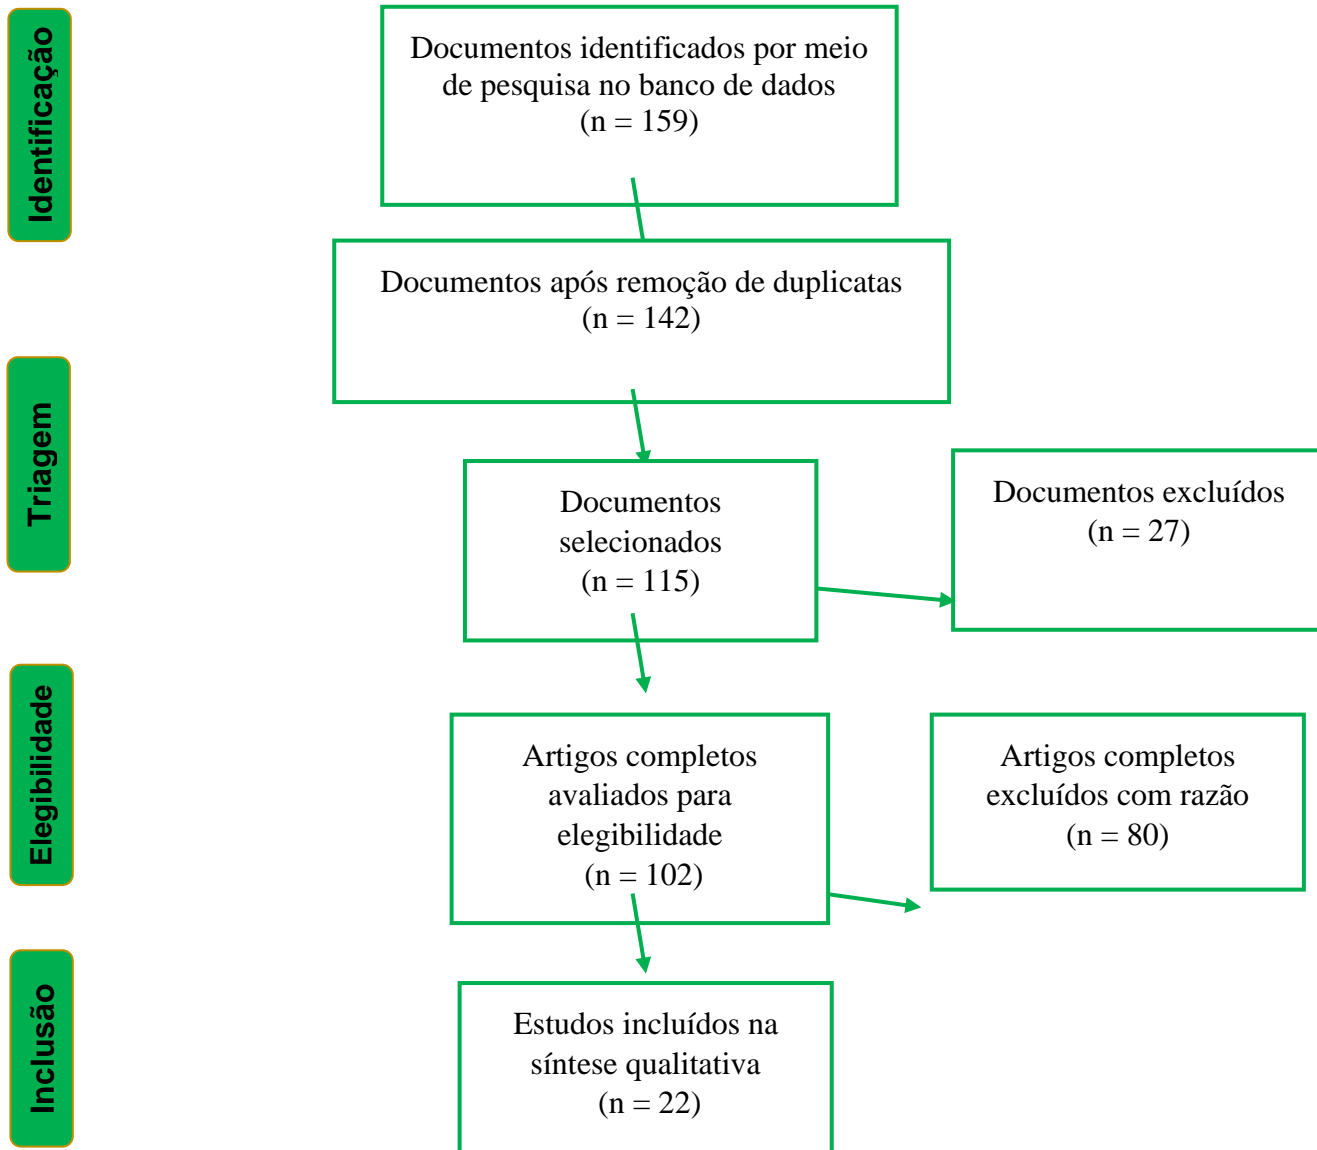 Identificação
Documentos identificados por meio
de pesquisa no banco de dados
(n = 159)
Documentos após remoção de duplicatas
(n = 142)
Triagem
Documentos
selecionados
(n = 115)
Documentos excluídos
(n = 27)
Elegibilidade
Artigos completos
avaliados para
elegibilidade
(n = 102)
Artigos completos
excluídos com razão
(n = 80)
Inclusão
Estudos incluídos na
síntese qualitativa
(n = 22)